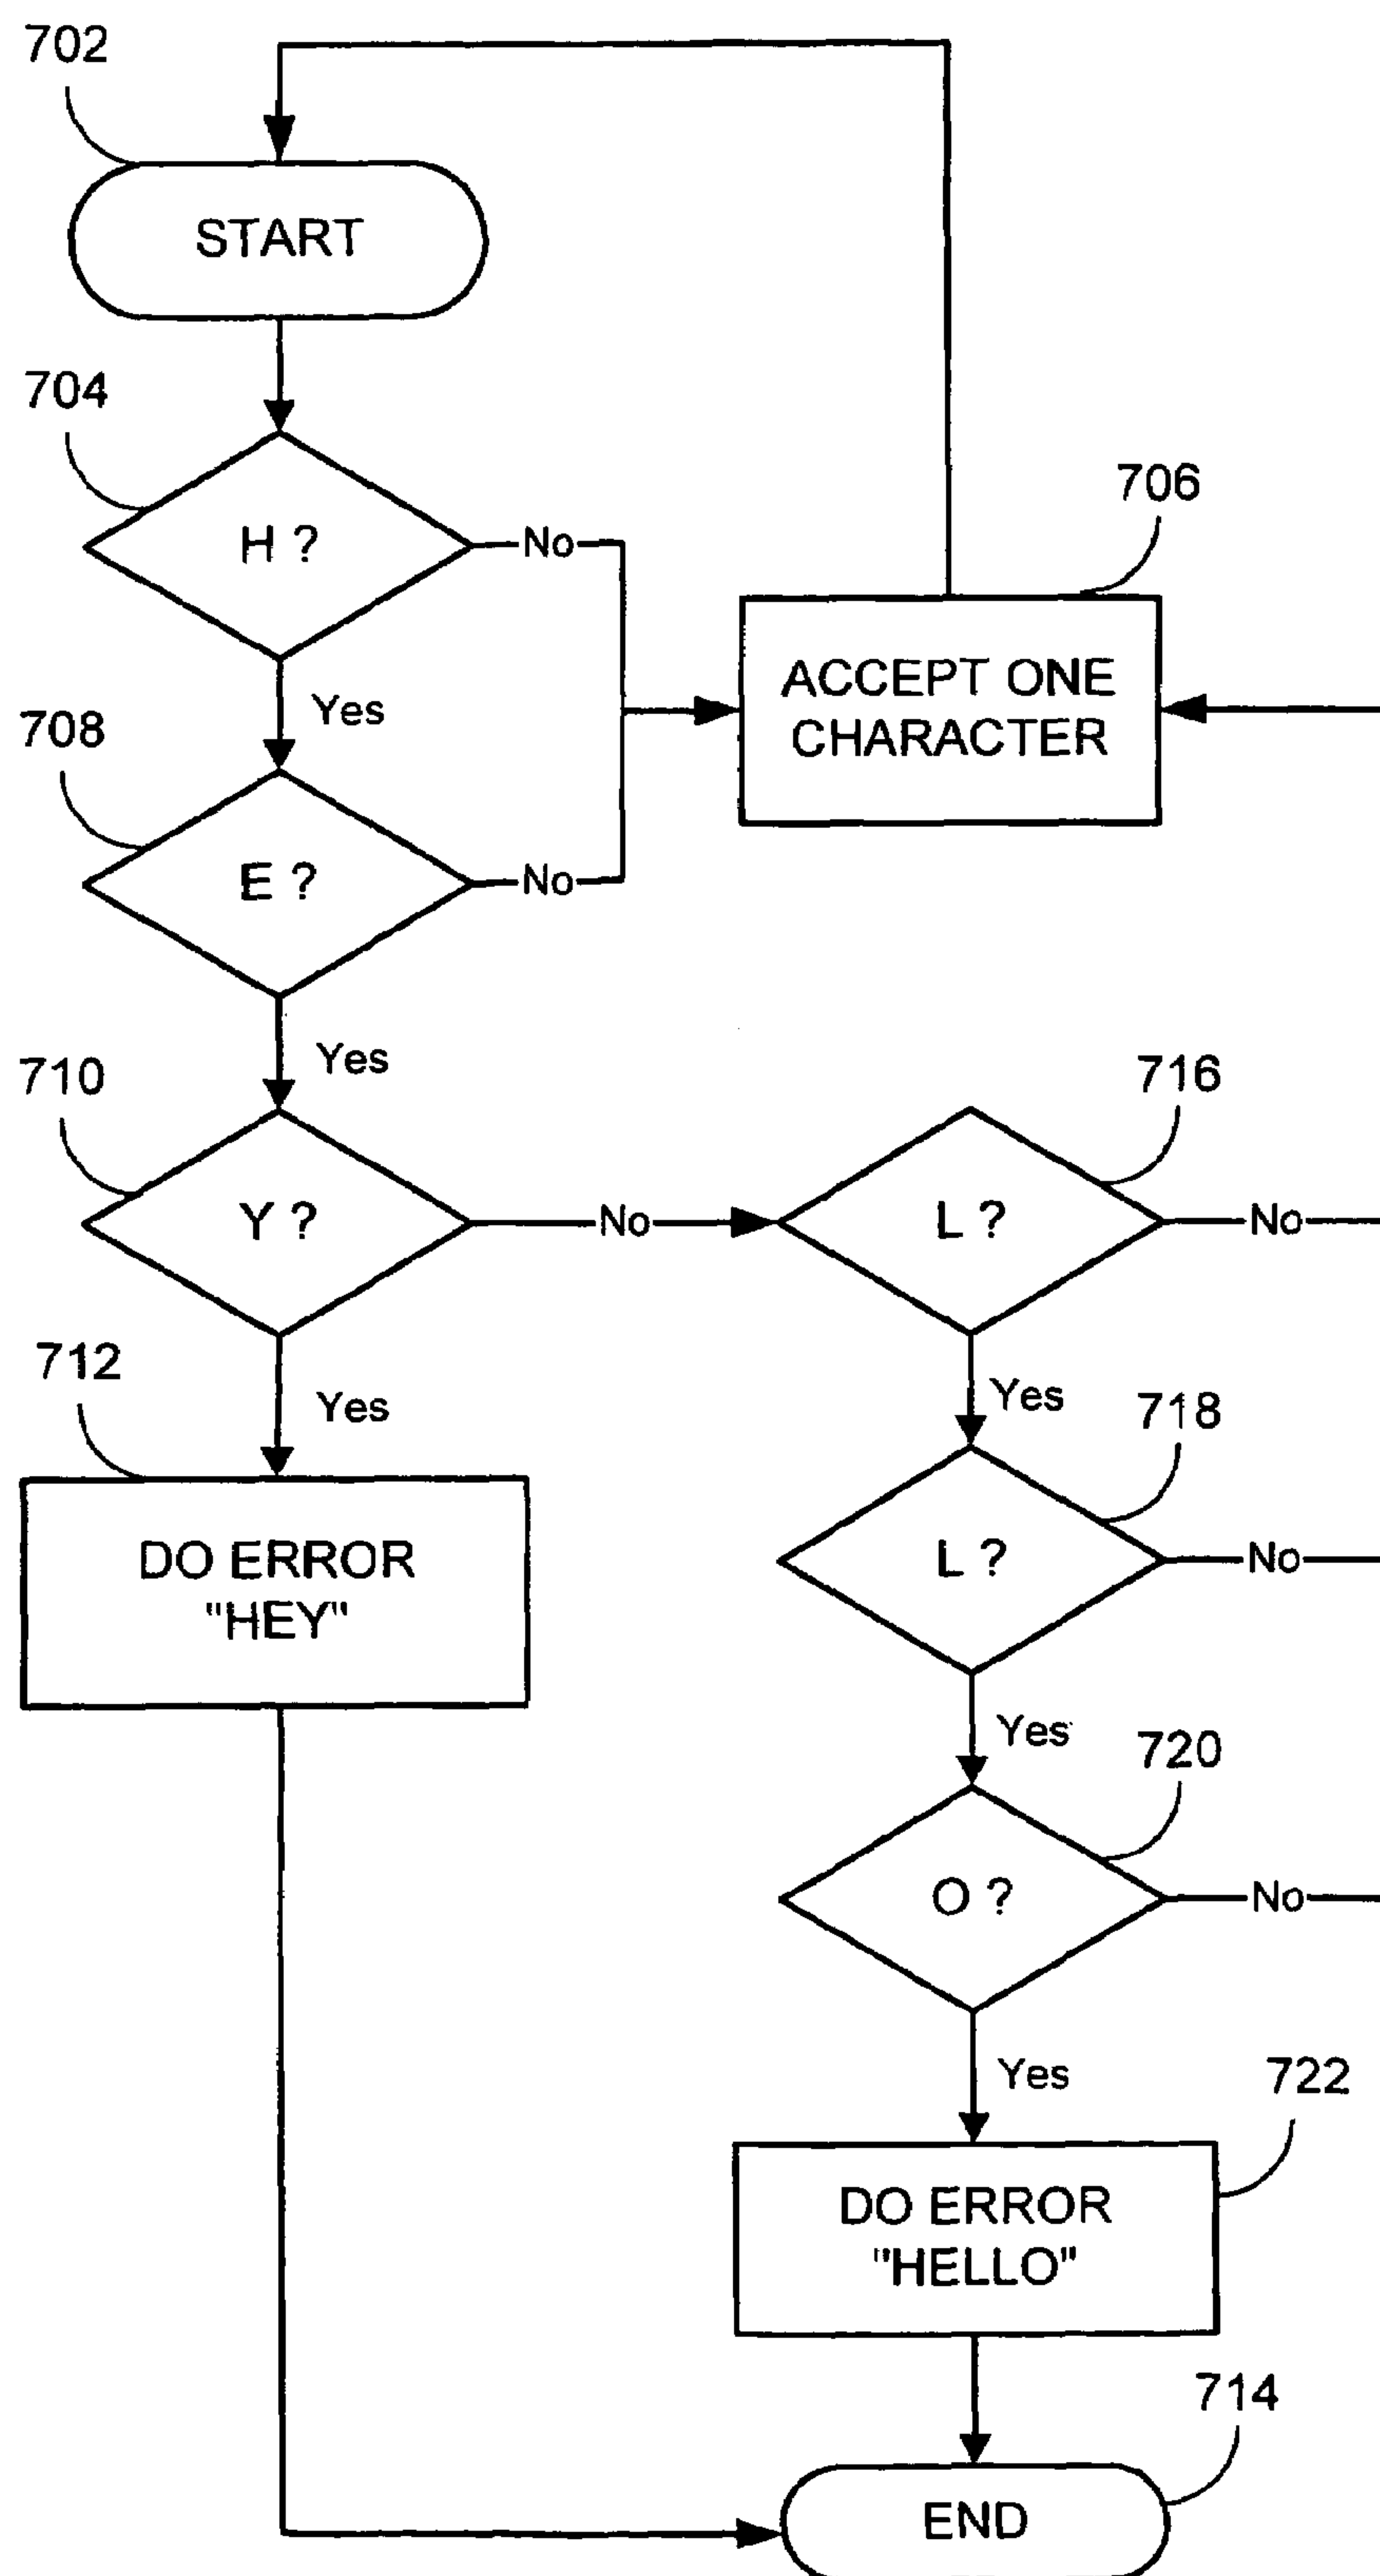 702
START
704
H ?
No
706
ACCEPT ONE
CHARACTER
Yes
708
E ?
No
Yes
710
Y ?
No
716
L ?
No
Yes
712
DO ERROR
"HEY"
Yes
718
L ?
No
Yes
720
O ?
No
Yes
722
DO ERROR
"HELLO"
714
END